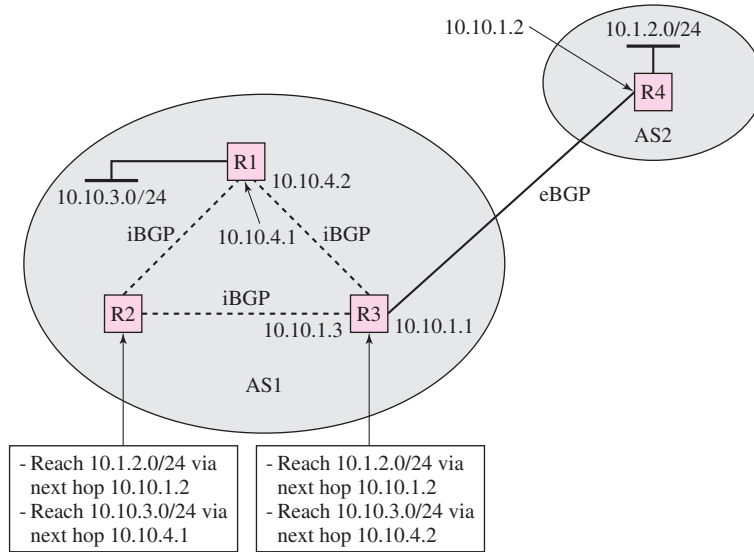 10.10.1.2
10.1.2.0/24
R4
AS2
R1
10.10.3.0/24
10.10.4.2
eBGP
iBGP
10.10.4.1
iBGP
iBGP
R2
10.10.1.3
R3
10.10.1.1
AS1
- Reach 10.1.2.0/24 via
next hop 10.10.1.2
- Reach 10.10.3.0/24 via
next hop 10.10.4.1
- Reach 10.1.2.0/24 via
next hop 10.10.1.2
- Reach 10.10.3.0/24 via
next hop 10.10.4.2